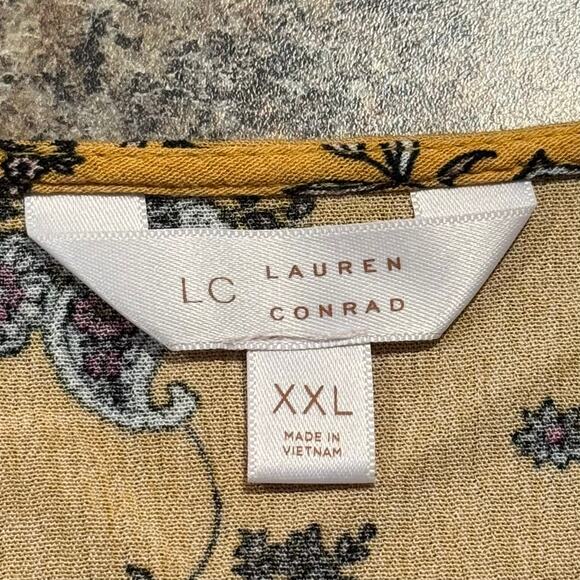 LC LAUREN
CONRAD
XXL
MADE IN
VIETNAM